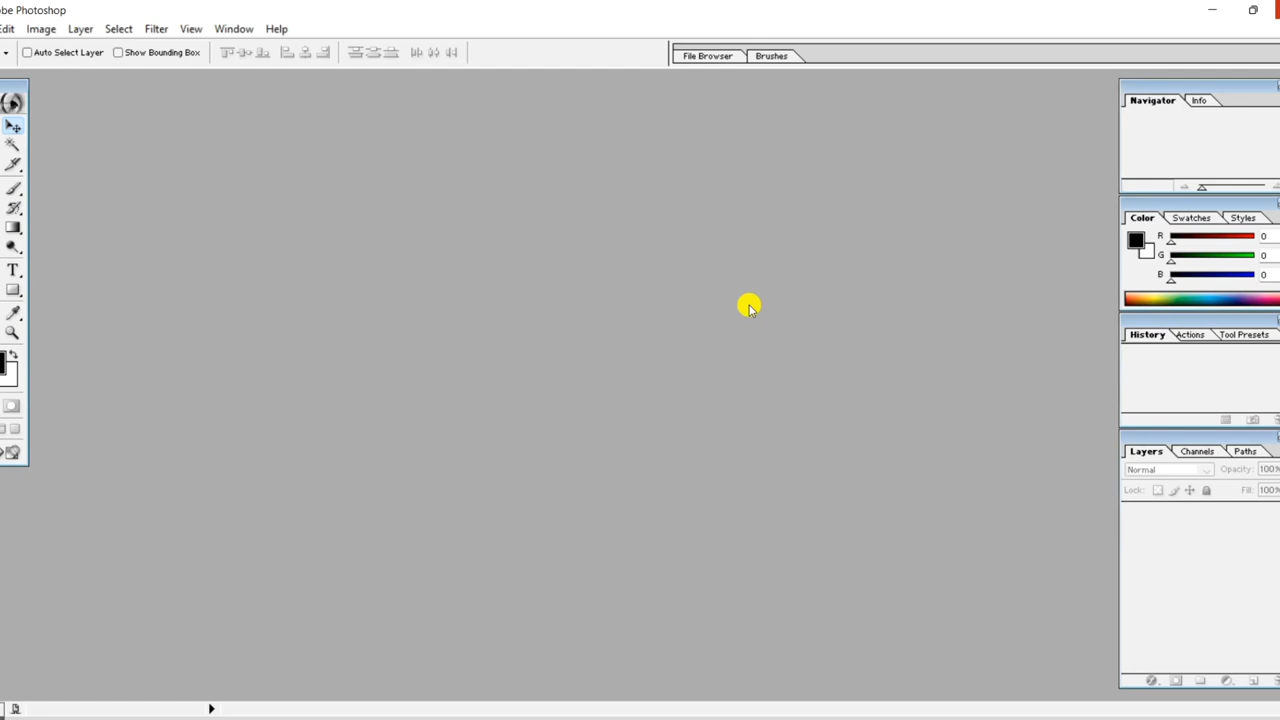 be Photoshop
Edit Image Layer Select Filter View Window Help
Auto Select Layer Show Bounding Box
File Browser Brushes
Navigator Info
Color Swatches Styles
R 0
G 0
B 0
History Actions Tool Presets
Layers Channels Paths
Normal Opacity: 100%
Lock: Fill: 100%
T